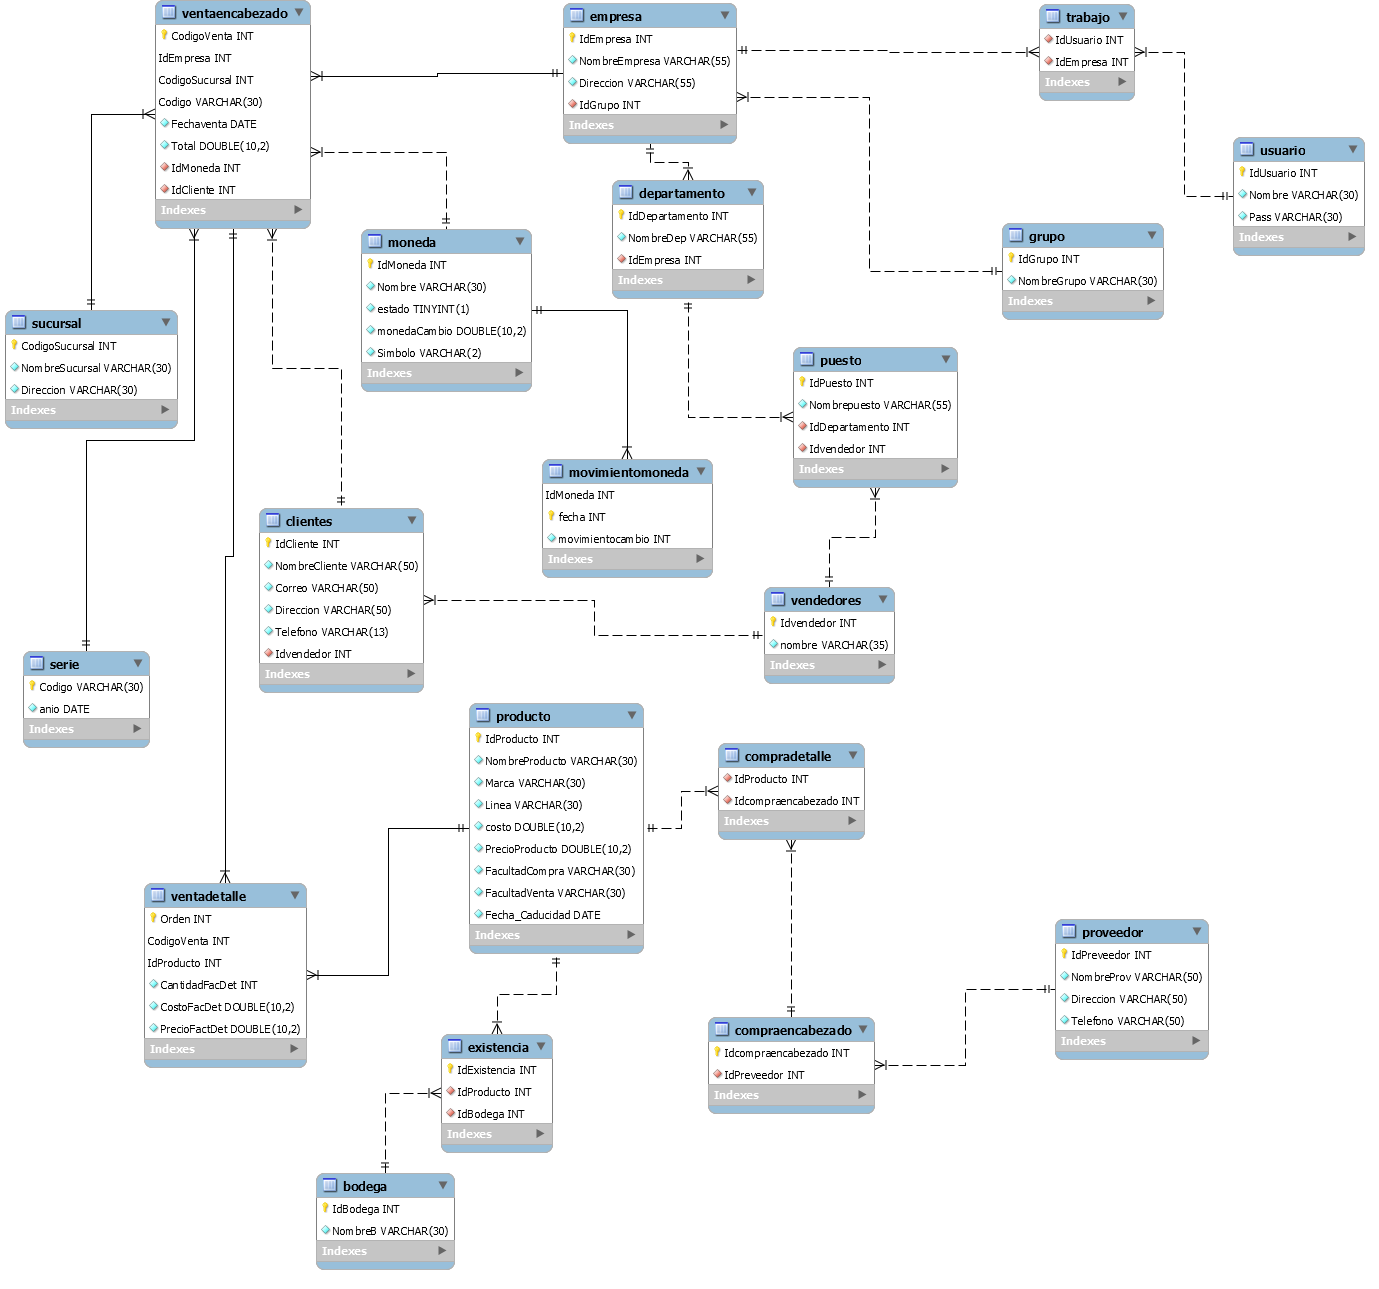 ventaencabezado
CodigoVenta INT
IdEmpresa INT
CodigoSucursal INT
Codigo VARCHAR(30)
Fechaventa DATE
Total DOUBLE(10,2)
IdMoneda INT
IdCliente INT
Indexes
empresa
IdEmpresa INT
NombreEmpresa VARCHAR(55)
Direccion VARCHAR(55)
IdGrupo INT
Indexes
trabajo
IdUsuario INT
IdEmpresa INT
Indexes
usuario
IdUsuario INT
Nombre VARCHAR(30)
Pass VARCHAR(30)
Indexes
departamento
IdDepartamento INT
NombreDep VARCHAR(55)
IdEmpresa INT
Indexes
grupo
IdGrupo INT
NombreGrupo VARCHAR(30)
Indexes
moneda
IdMoneda INT
Nombre VARCHAR(30)
estado TINYINT(1)
monedaCambio DOUBLE(10,2)
Simbolo VARCHAR(2)
Indexes
sucursal
CodigoSucursal INT
NombreSucursal VARCHAR(30)
Direccion VARCHAR(30)
Indexes
puesto
IdPuesto INT
Nombrepuesto VARCHAR(55)
IdDepartamento INT
Idvendedor INT
Indexes
movimientomoneda
IdMoneda INT
fecha INT
movimientocambio INT
Indexes
clientes
IdCliente INT
NombreCliente VARCHAR(50)
Correo VARCHAR(50)
Direccion VARCHAR(50)
Telefono VARCHAR(13)
Idvendedor INT
Indexes
vendedores
Idvendedor INT
nombre VARCHAR(35)
Indexes
serie
Codigo VARCHAR(30)
anio DATE
Indexes
producto
IdProducto INT
NombreProducto VARCHAR(30)
Marca VARCHAR(30)
Linea VARCHAR(30)
costo DOUBLE(10,2)
PrecioProducto DOUBLE(10,2)
FacultadCompra VARCHAR(30)
FacultadVenta VARCHAR(30)
Fecha_Caducidad DATE
Indexes
compradetalle
IdProducto INT
Idcompraencabezado INT
Indexes
ventadetalle
Orden INT
CodigoVenta INT
IdProducto INT
CantidadFacDet INT
CostoFacDet DOUBLE(10,2)
PrecioFactDet DOUBLE(10,2)
Indexes
proveedor
IdPreveedor INT
NombreProv VARCHAR(50)
Direccion VARCHAR(50)
Telefono VARCHAR(50)
Indexes
compraencabezado
Idcompraencabezado INT
IdPreveedor INT
Indexes
existencia
IdExistencia INT
IdProducto INT
IdBodega INT
Indexes
bodega
IdBodega INT
NombreB VARCHAR(30)
Indexes